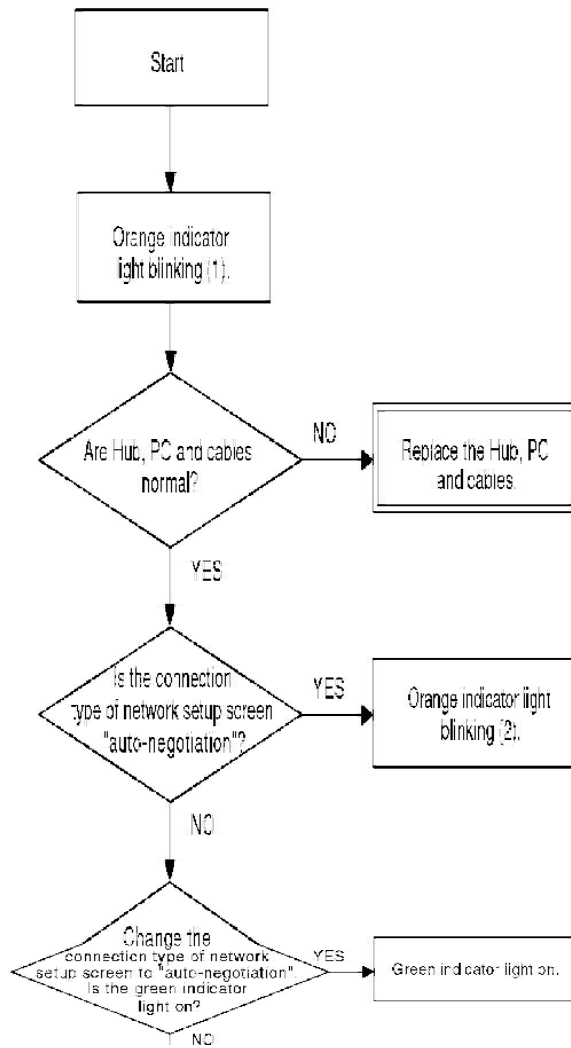 Start
Orange indicator
light blinking (1).
Are Hub, PC and cables
normal?
NO
Replace the Hub, PC
and cables.
YES
Is the connection
type of network setup screen
"auto-negotiation"?
YES
Orange indicator light
blinking (2).
NO
Change the
connection type of network
setup screen to "auto-negotiation".
Is the green indicator
light on?
YES
Green indicator light on.
NO